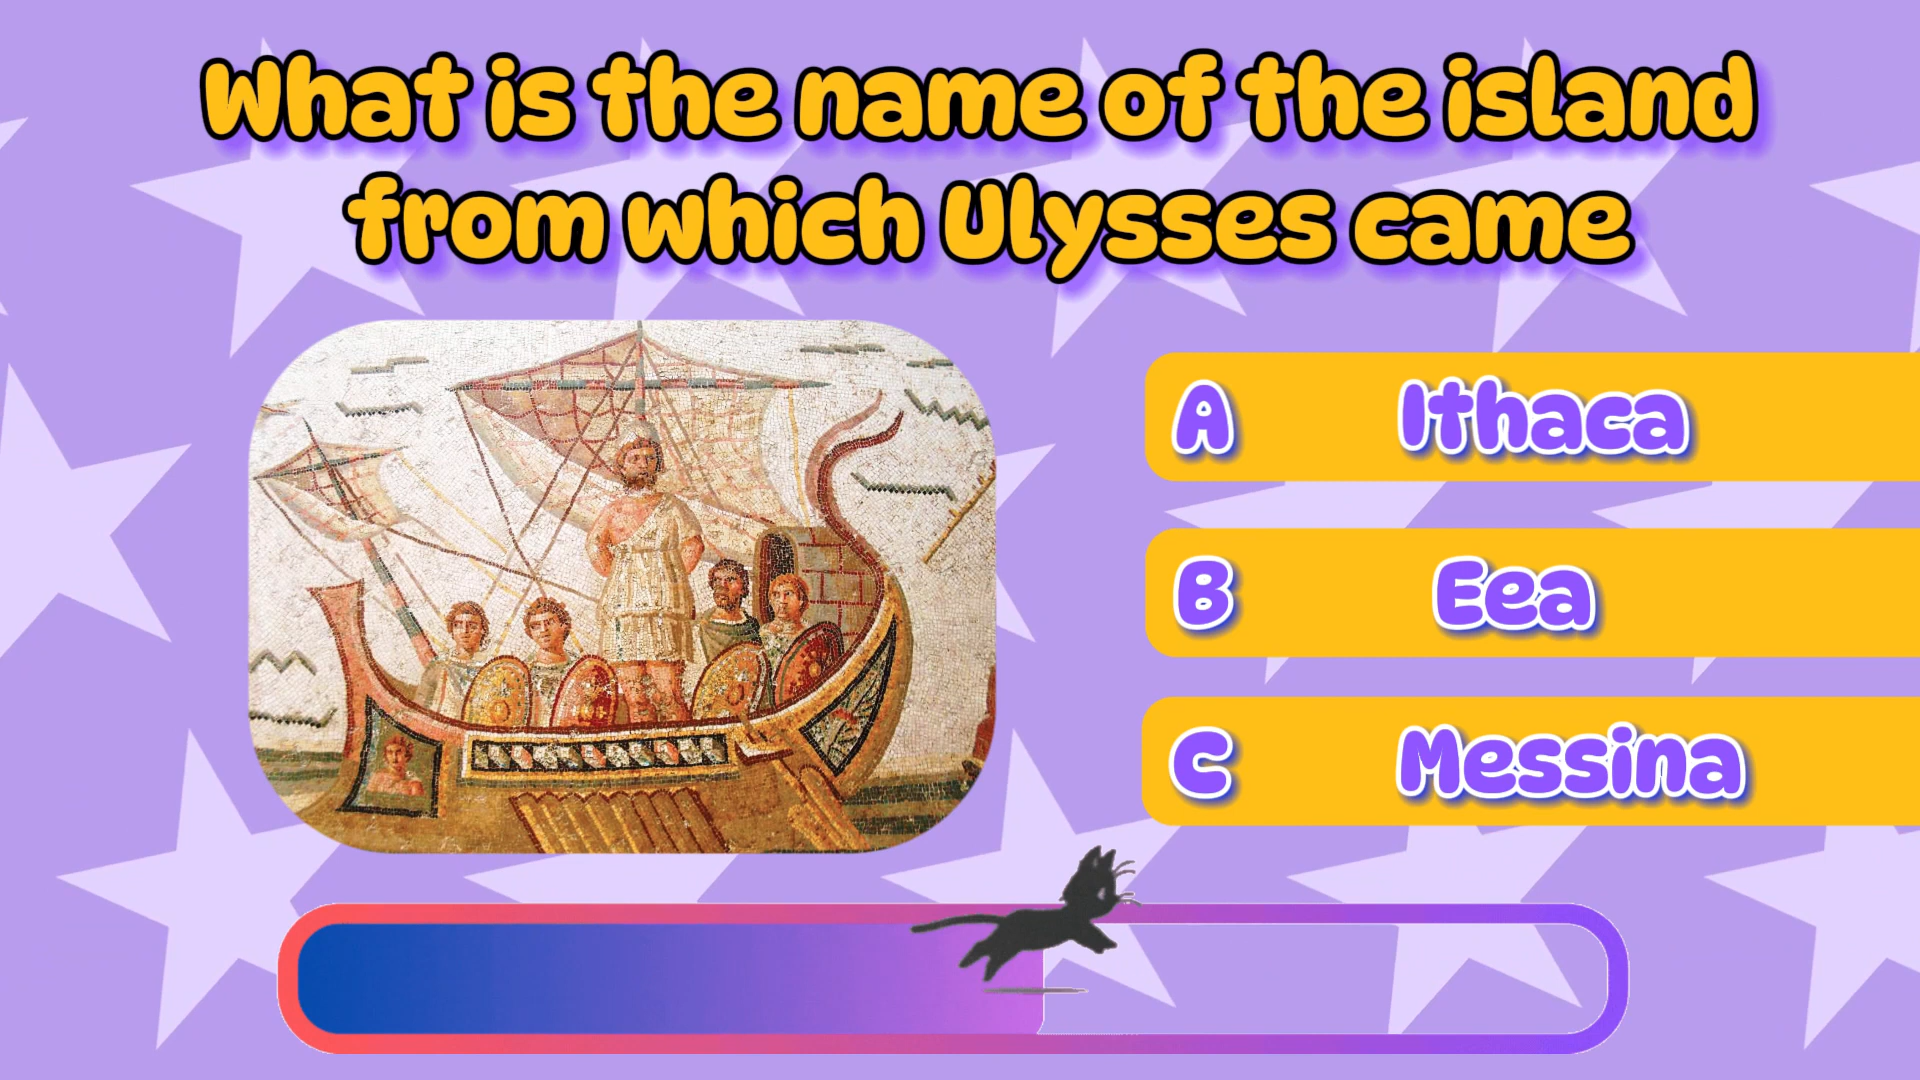 What is the name of the island
from which Ulysses came
A Ithaca
B Eea
C Messina